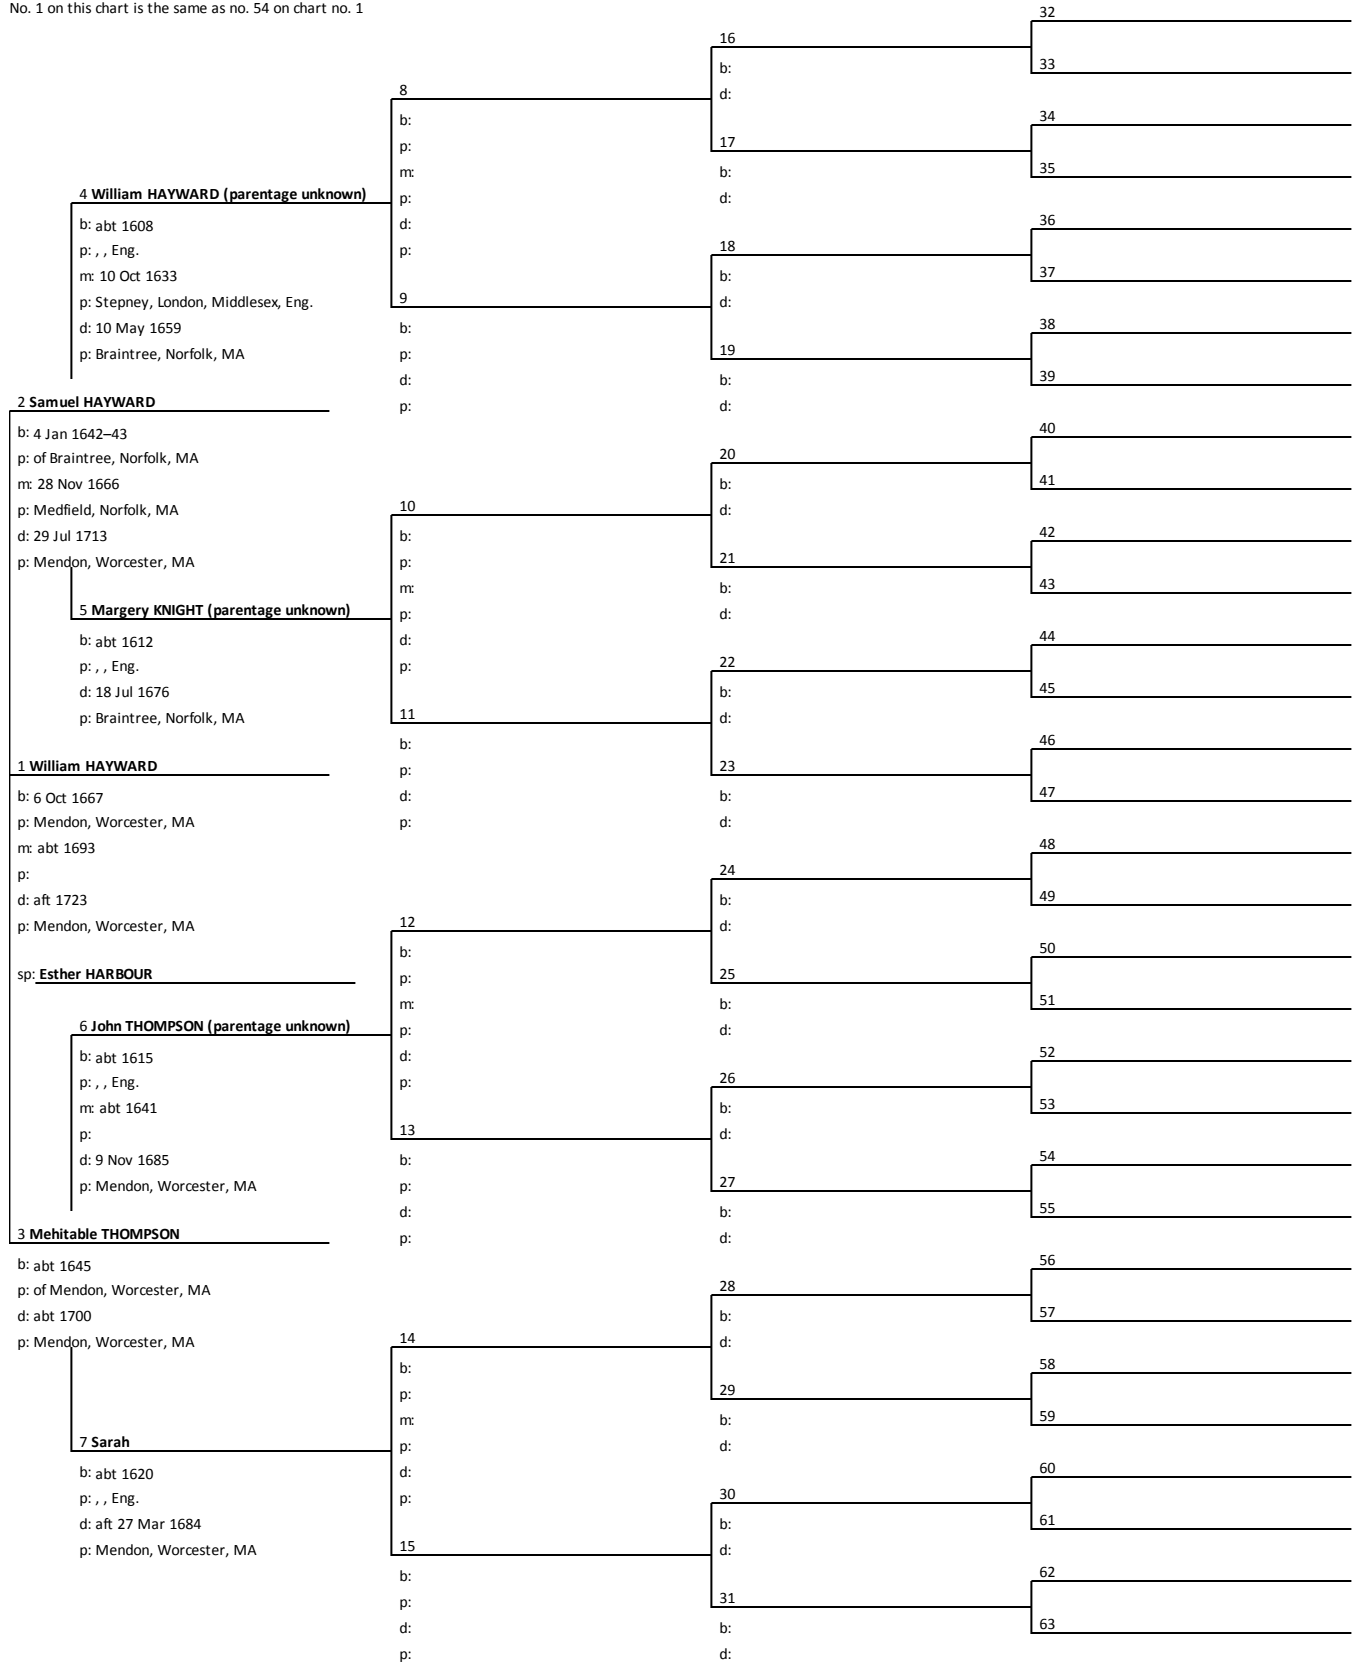 No. 1 on this chart is the same as no. 54 on chart no. 1
4 William HAYWARD (parentage unknown)
b: abt 1608
p: , , Eng.
m: 10 Oct 1633
p: Stepney, London, Middlesex, Eng.
d: 10 May 1659
p: Braintree, Norfolk, MA
2 Samuel HAYWARD
b: 4 Jan 1642–43
p: of Braintree, Norfolk, MA
m: 28 Nov 1666
p: Medfield, Norfolk, MA
d: 29 Jul 1713
p: Mendon, Worcester, MA
5 Margery KNIGHT (parentage unknown)
b: abt 1612
p: , , Eng.
d: 18 Jul 1676
p: Braintree, Norfolk, MA
1 William HAYWARD
b: 6 Oct 1667
p: Mendon, Worcester, MA
m: abt 1693
p:
d: aft 1723
p: Mendon, Worcester, MA
sp: Esther HARBOUR
6 John THOMPSON (parentage unknown)
b: abt 1615
p: , , Eng.
m: abt 1641
p:
d: 9 Nov 1685
p: Mendon, Worcester, MA
3 Mehitable THOMPSON
b: abt 1645
p: of Mendon, Worcester, MA
d: abt 1700
p: Mendon, Worcester, MA
7 Sarah
b: abt 1620
p: , , Eng.
d: aft 27 Mar 1684
p: Mendon, Worcester, MA
8
b:
p:
m:
p:
d:
p:
9
b:
p:
d:
p:
10
b:
p:
m:
p:
d:
p:
11
b:
p:
d:
p:
12
b:
p:
m:
p:
d:
p:
13
b:
p:
d:
p:
14
b:
p:
m:
p:
d:
p:
15
b:
p:
d:
p:
16
b:
d:
17
b:
d:
18
b:
d:
19
b:
d:
20
b:
d:
21
b:
d:
22
b:
d:
23
b:
d:
24
b:
d:
25
b:
d:
26
b:
d:
27
b:
d:
28
b:
d:
29
b:
d:
30
b:
d:
31
b:
d:
32
33
34
35
36
37
38
39
40
41
42
43
44
45
46
47
48
49
50
51
52
53
54
55
56
57
58
59
60
61
62
63